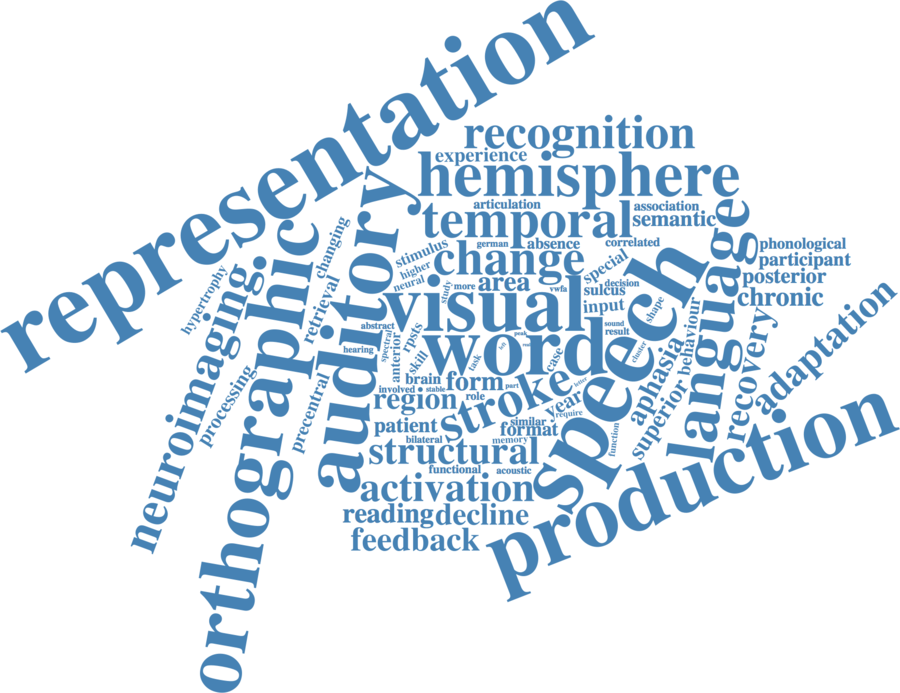 representation
recognition
experience
hemisphere
articulation
association
temporal
semantic
auditory
orthographic
changing
stimulus
german
absence
correlated
language
phonological
participant
posterior
chronic
change
higher
neural
study
more
area
special
decision
sulcus
vwfa
input
shape
speech
hypertrophy
neuroimaging.
retrieval
visual
abstract
spectral
anterior
rpsts
skill
hearing
word
peak
sound
result
cluster
behaviour
adaptation
recovery
aphasia
superior
processing
precentral
brain
form
part
task
case
letter
involved
stable
region
role
stroke
year
require
similar
format
memory
patient
bilateral
structural
function
functional
acoustic
activation
production
reading
decline
feedback